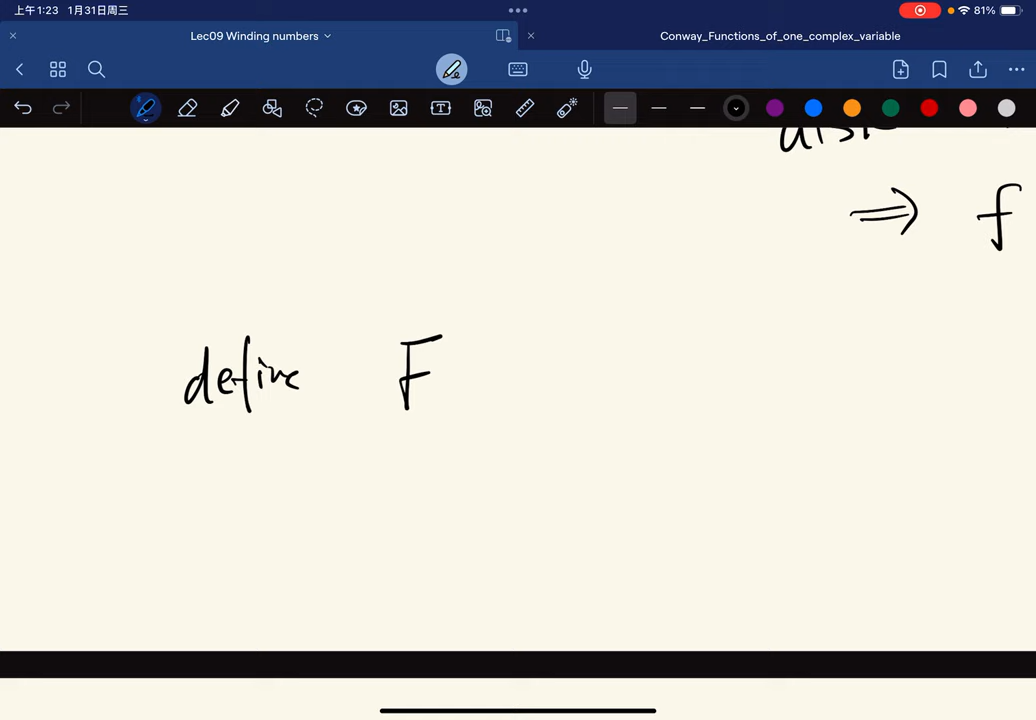 上午1:23 1月31日周三 81%
Lec09 Winding numbers Conway_Functions_of_one_complex_variable
⇒ f
define F